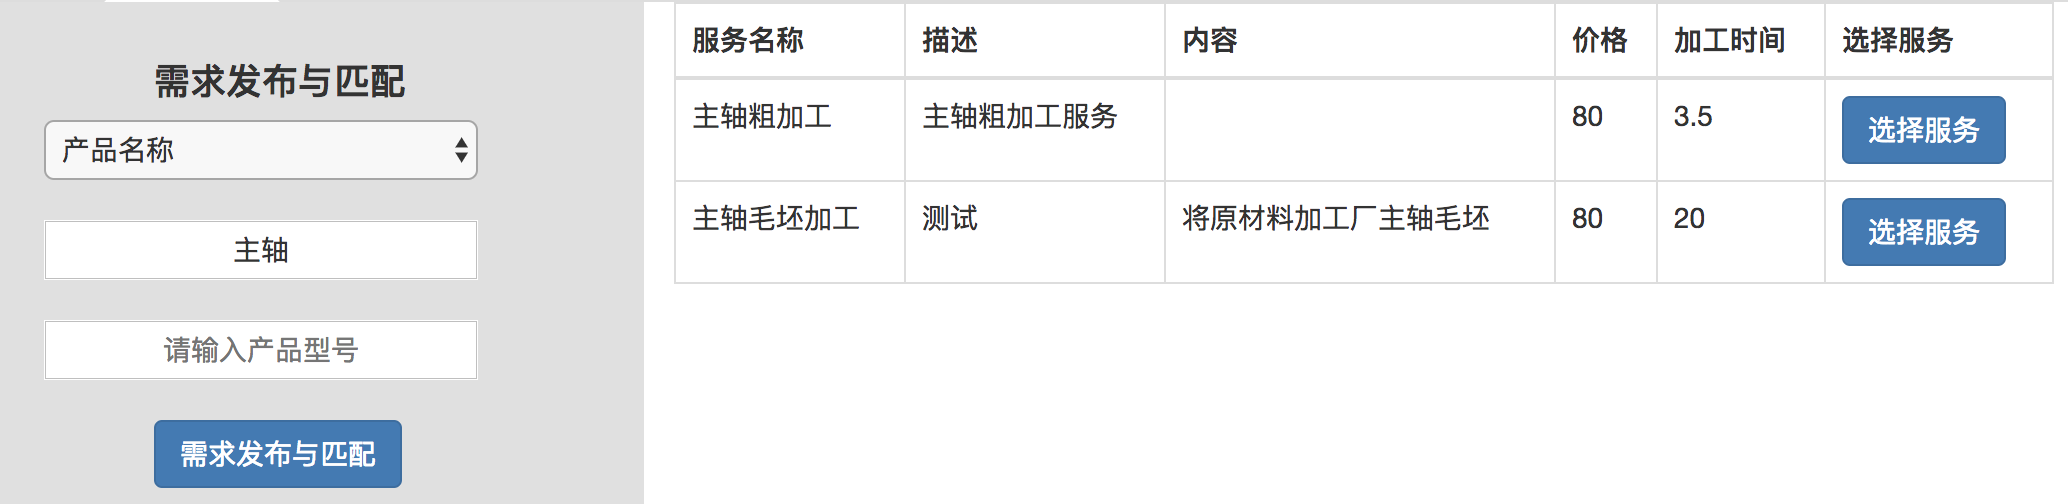 需求发布与匹配
产品名称
主轴
请输入产品型号
需求发布与匹配
服务名称 描述 内容 价格 加工时间 选择服务
主轴粗加工 主轴粗加工服务 80 3.5 选择服务
主轴毛坯加工 测试 将原材料加工厂主轴毛坯 80 20 选择服务